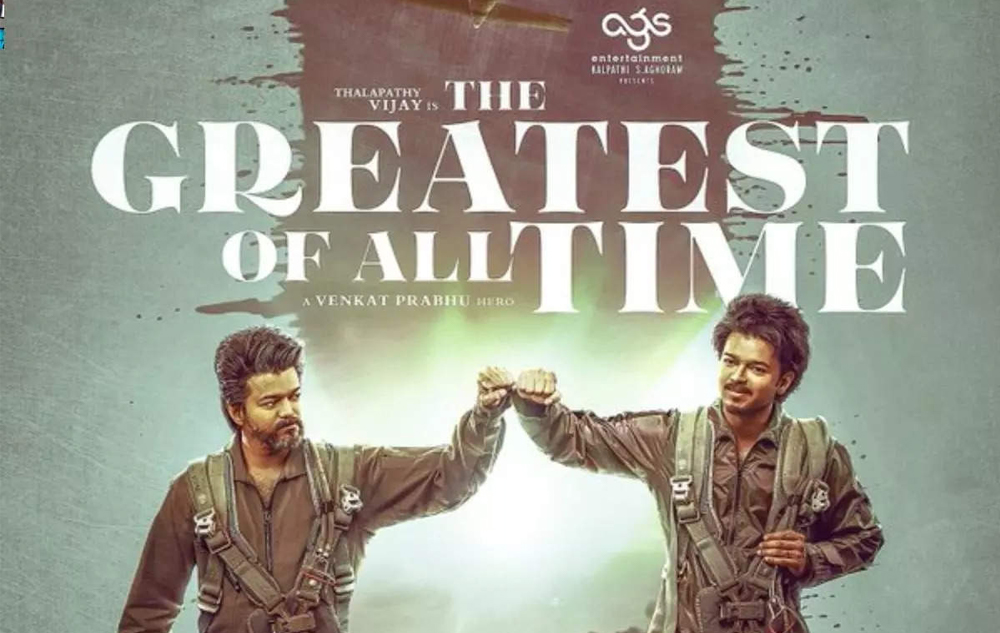 ags
entertainment
KALPATHI S.AGHORAM
PRESENTS
THALAPATHY
VIJAY IS THE
GREATEST
OF ALL TIME
A VENKAT PRABHU HERO